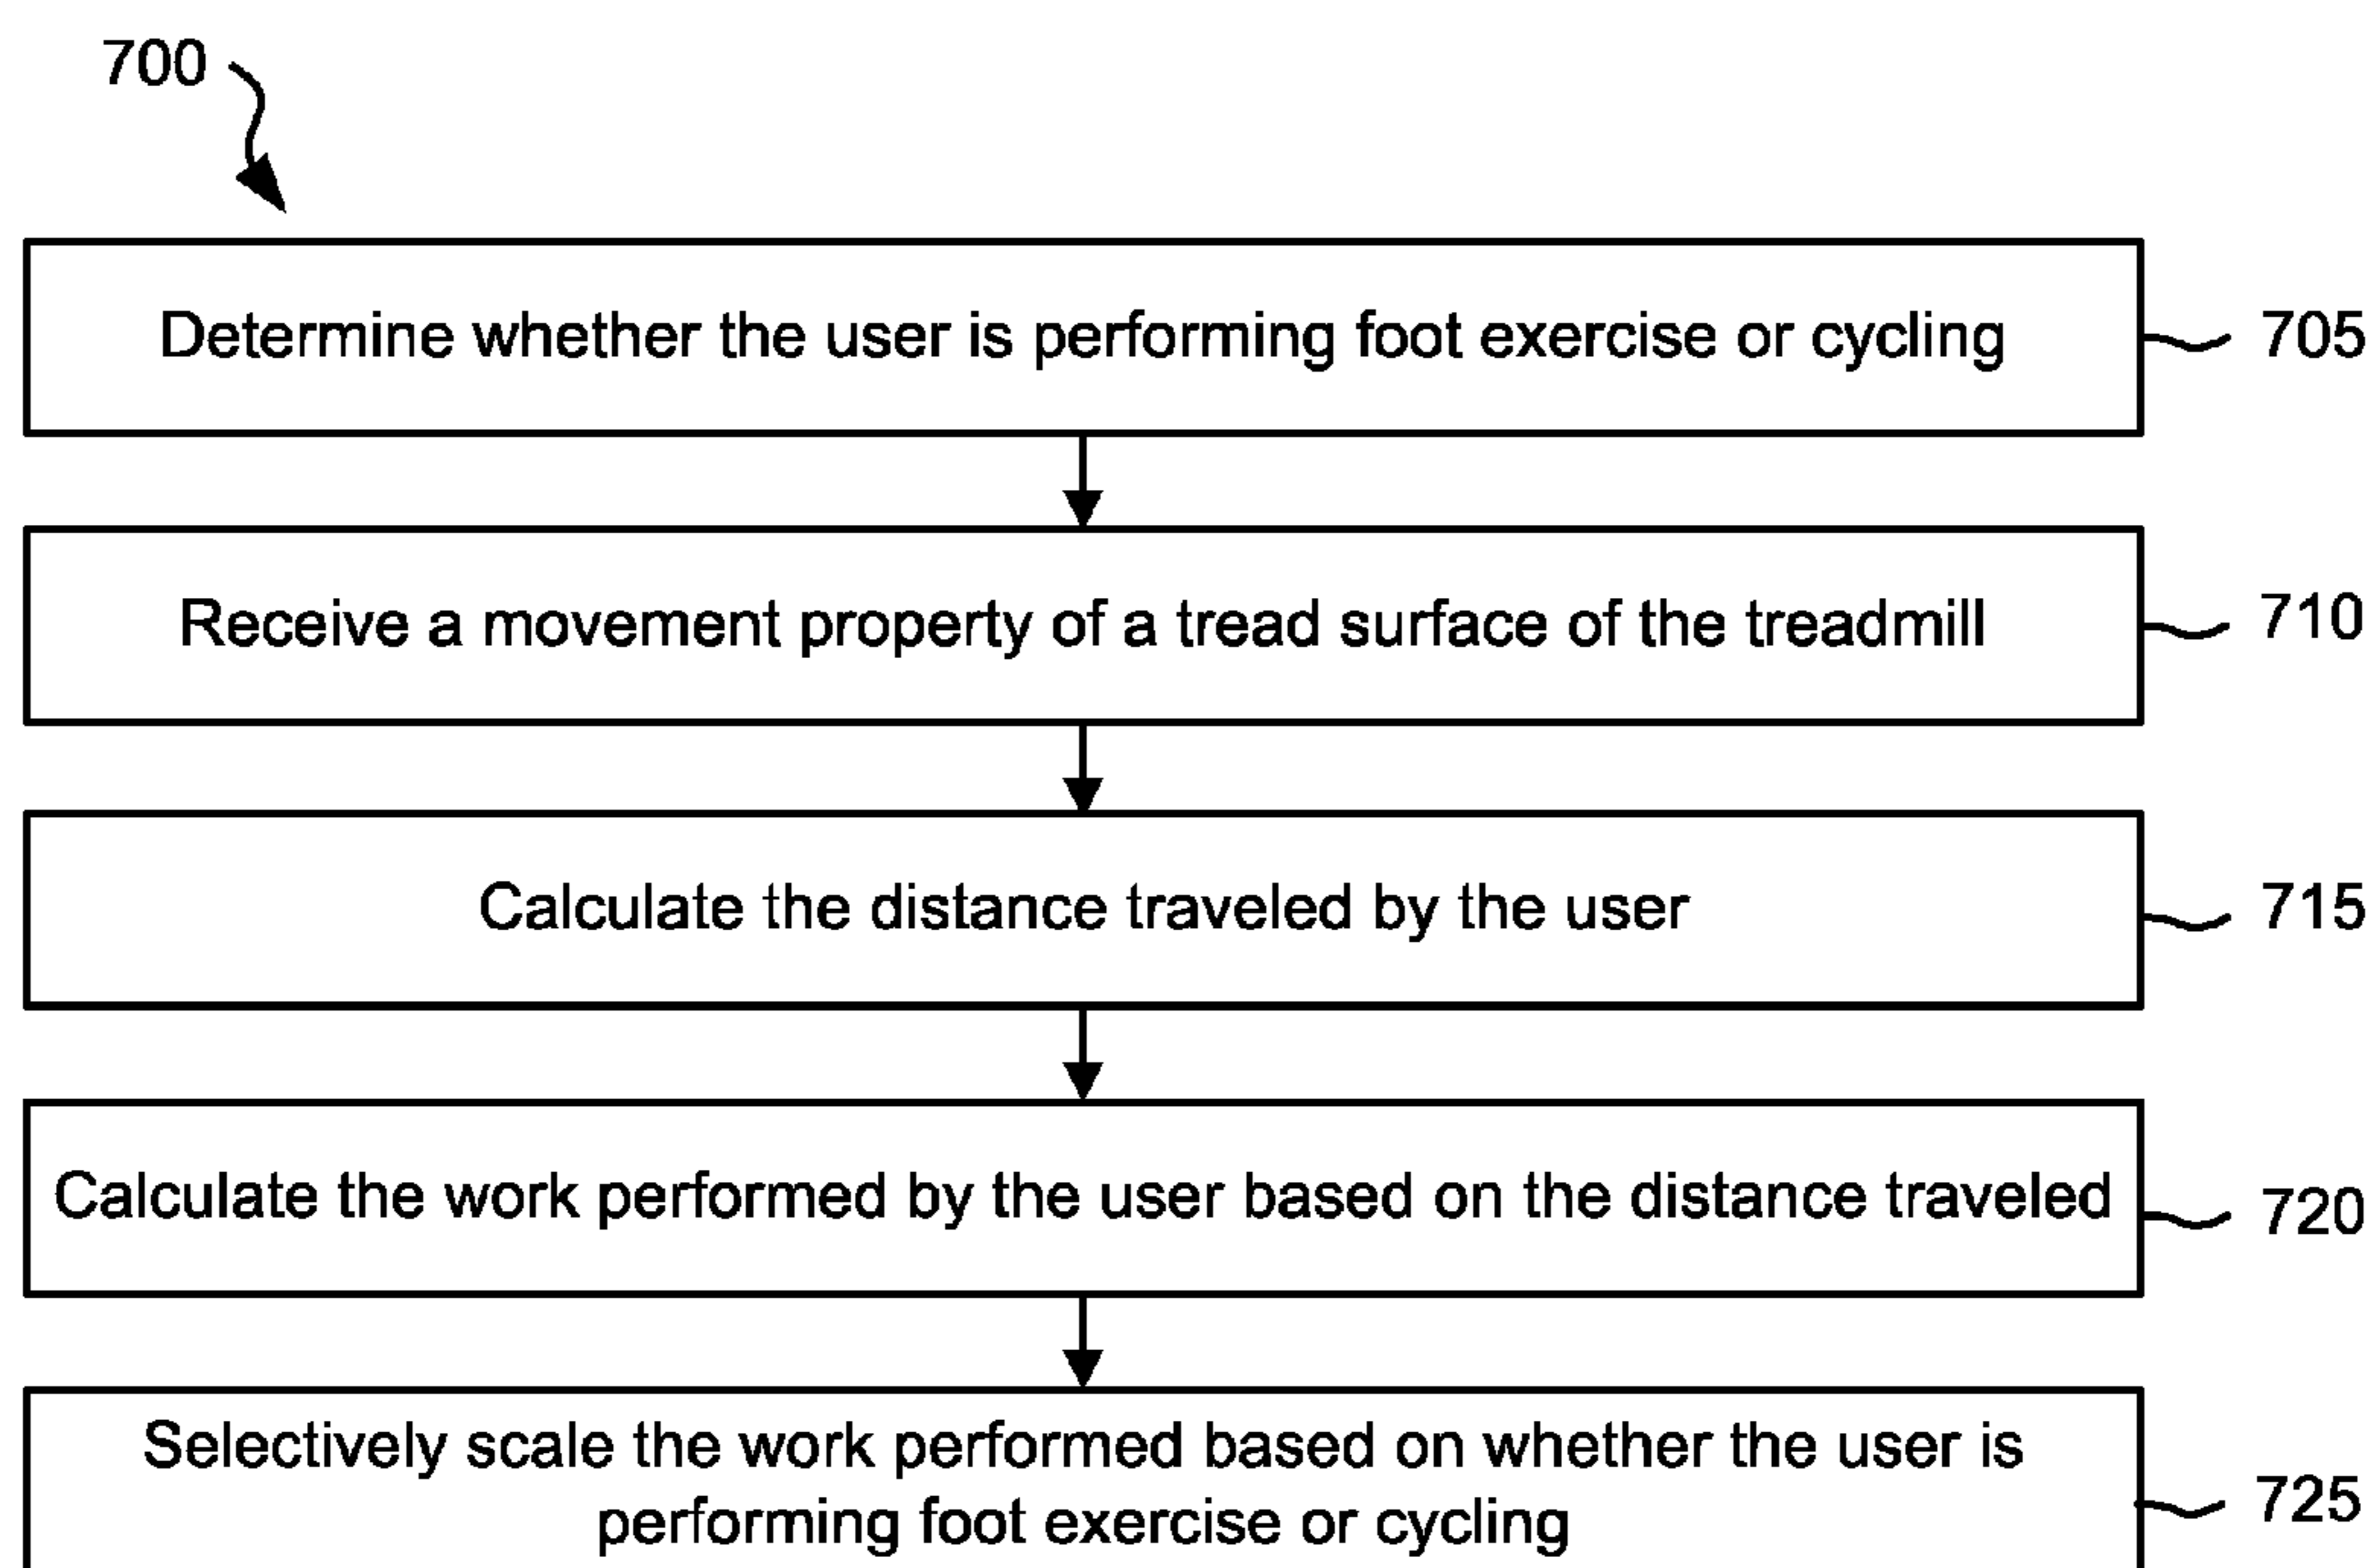 700
Determine whether the user is performing foot exercise or cycling
705
Receive a movement property of a tread surface of the treadmill
710
Calculate the distance traveled by the user
715
Calculate the work performed by the user based on the distance traveled
720
Selectively scale the work performed based on whether the user is
performing foot exercise or cycling
725